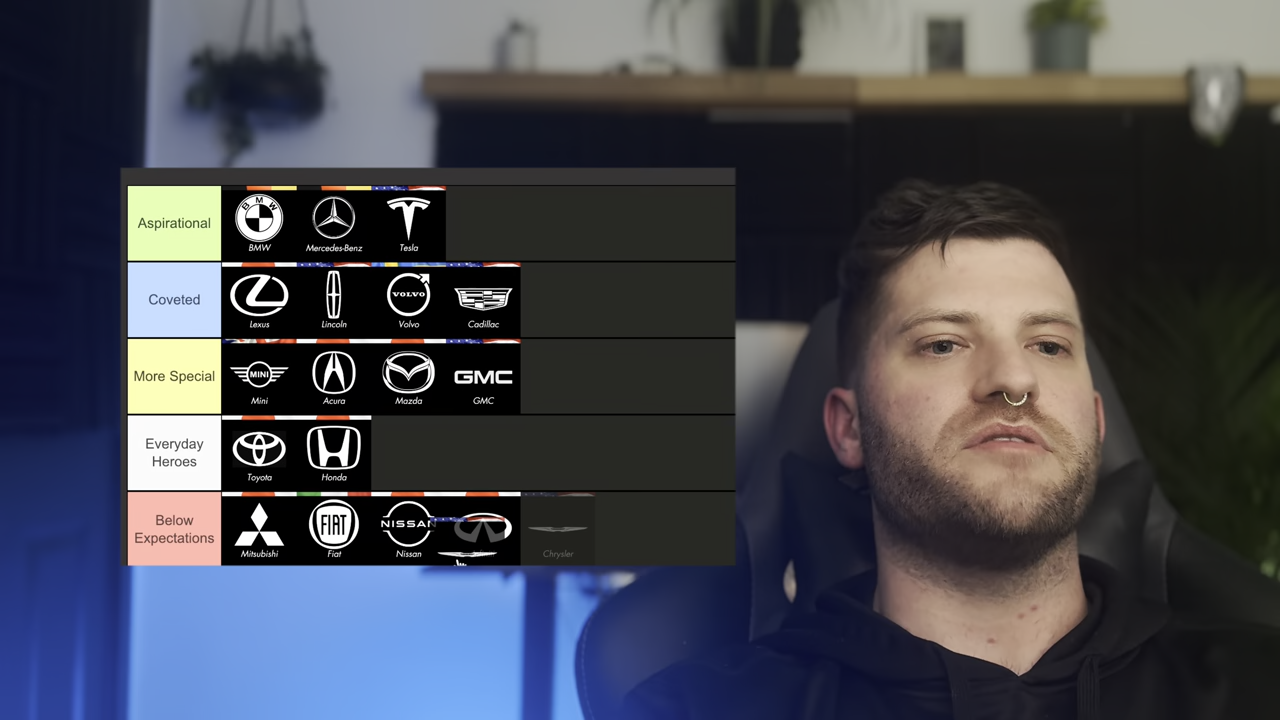 Aspirational
BMW
BMW
Mercedes-Benz
Tesla
Coveted
Lexus
Lincoln
VOLVO
Volvo
Cadillac
More Special
MINI
Mini
Acura
Mazda
GMC
GMC
Everyday
Heroes
Toyota
Honda
Below
Expectations
Mitsubishi
FIAT
Fiat
NISSAN
Nissan
Chrysler